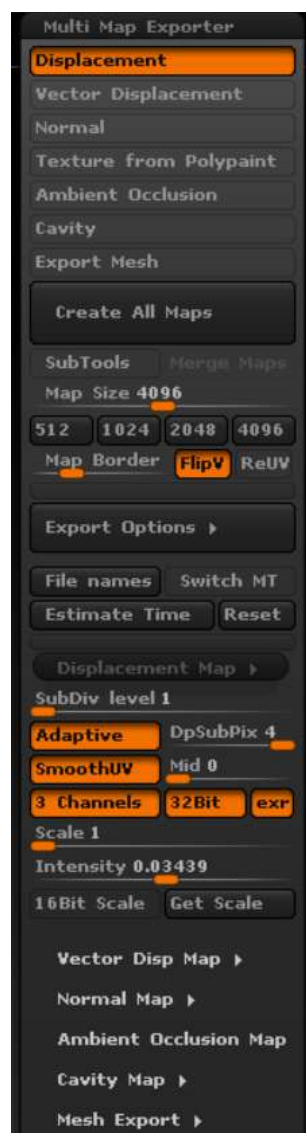 Multi Map Exporter
Displacement
Vector Displacement
Normal
Texture from Polypaint
Ambient Occlusion
Cavity
Export Mesh
Create All Maps
SubTools Merge Maps
Map Size 4096
512 1024 2048 4096
Map Border FlipV ReUV
Export Options
File names Switch MT
Estimate Time Reset
Displacement Map
SubDiv level 1
Adaptive DpSubPix 4
SmoothUV Mid 0
3 Channels 32Bit exr
Scale 1
Intensity 0.03439
16Bit Scale Get Scale
Vector Disp Map
Normal Map
Ambient Occlusion Map
Cavity Map
Mesh Export